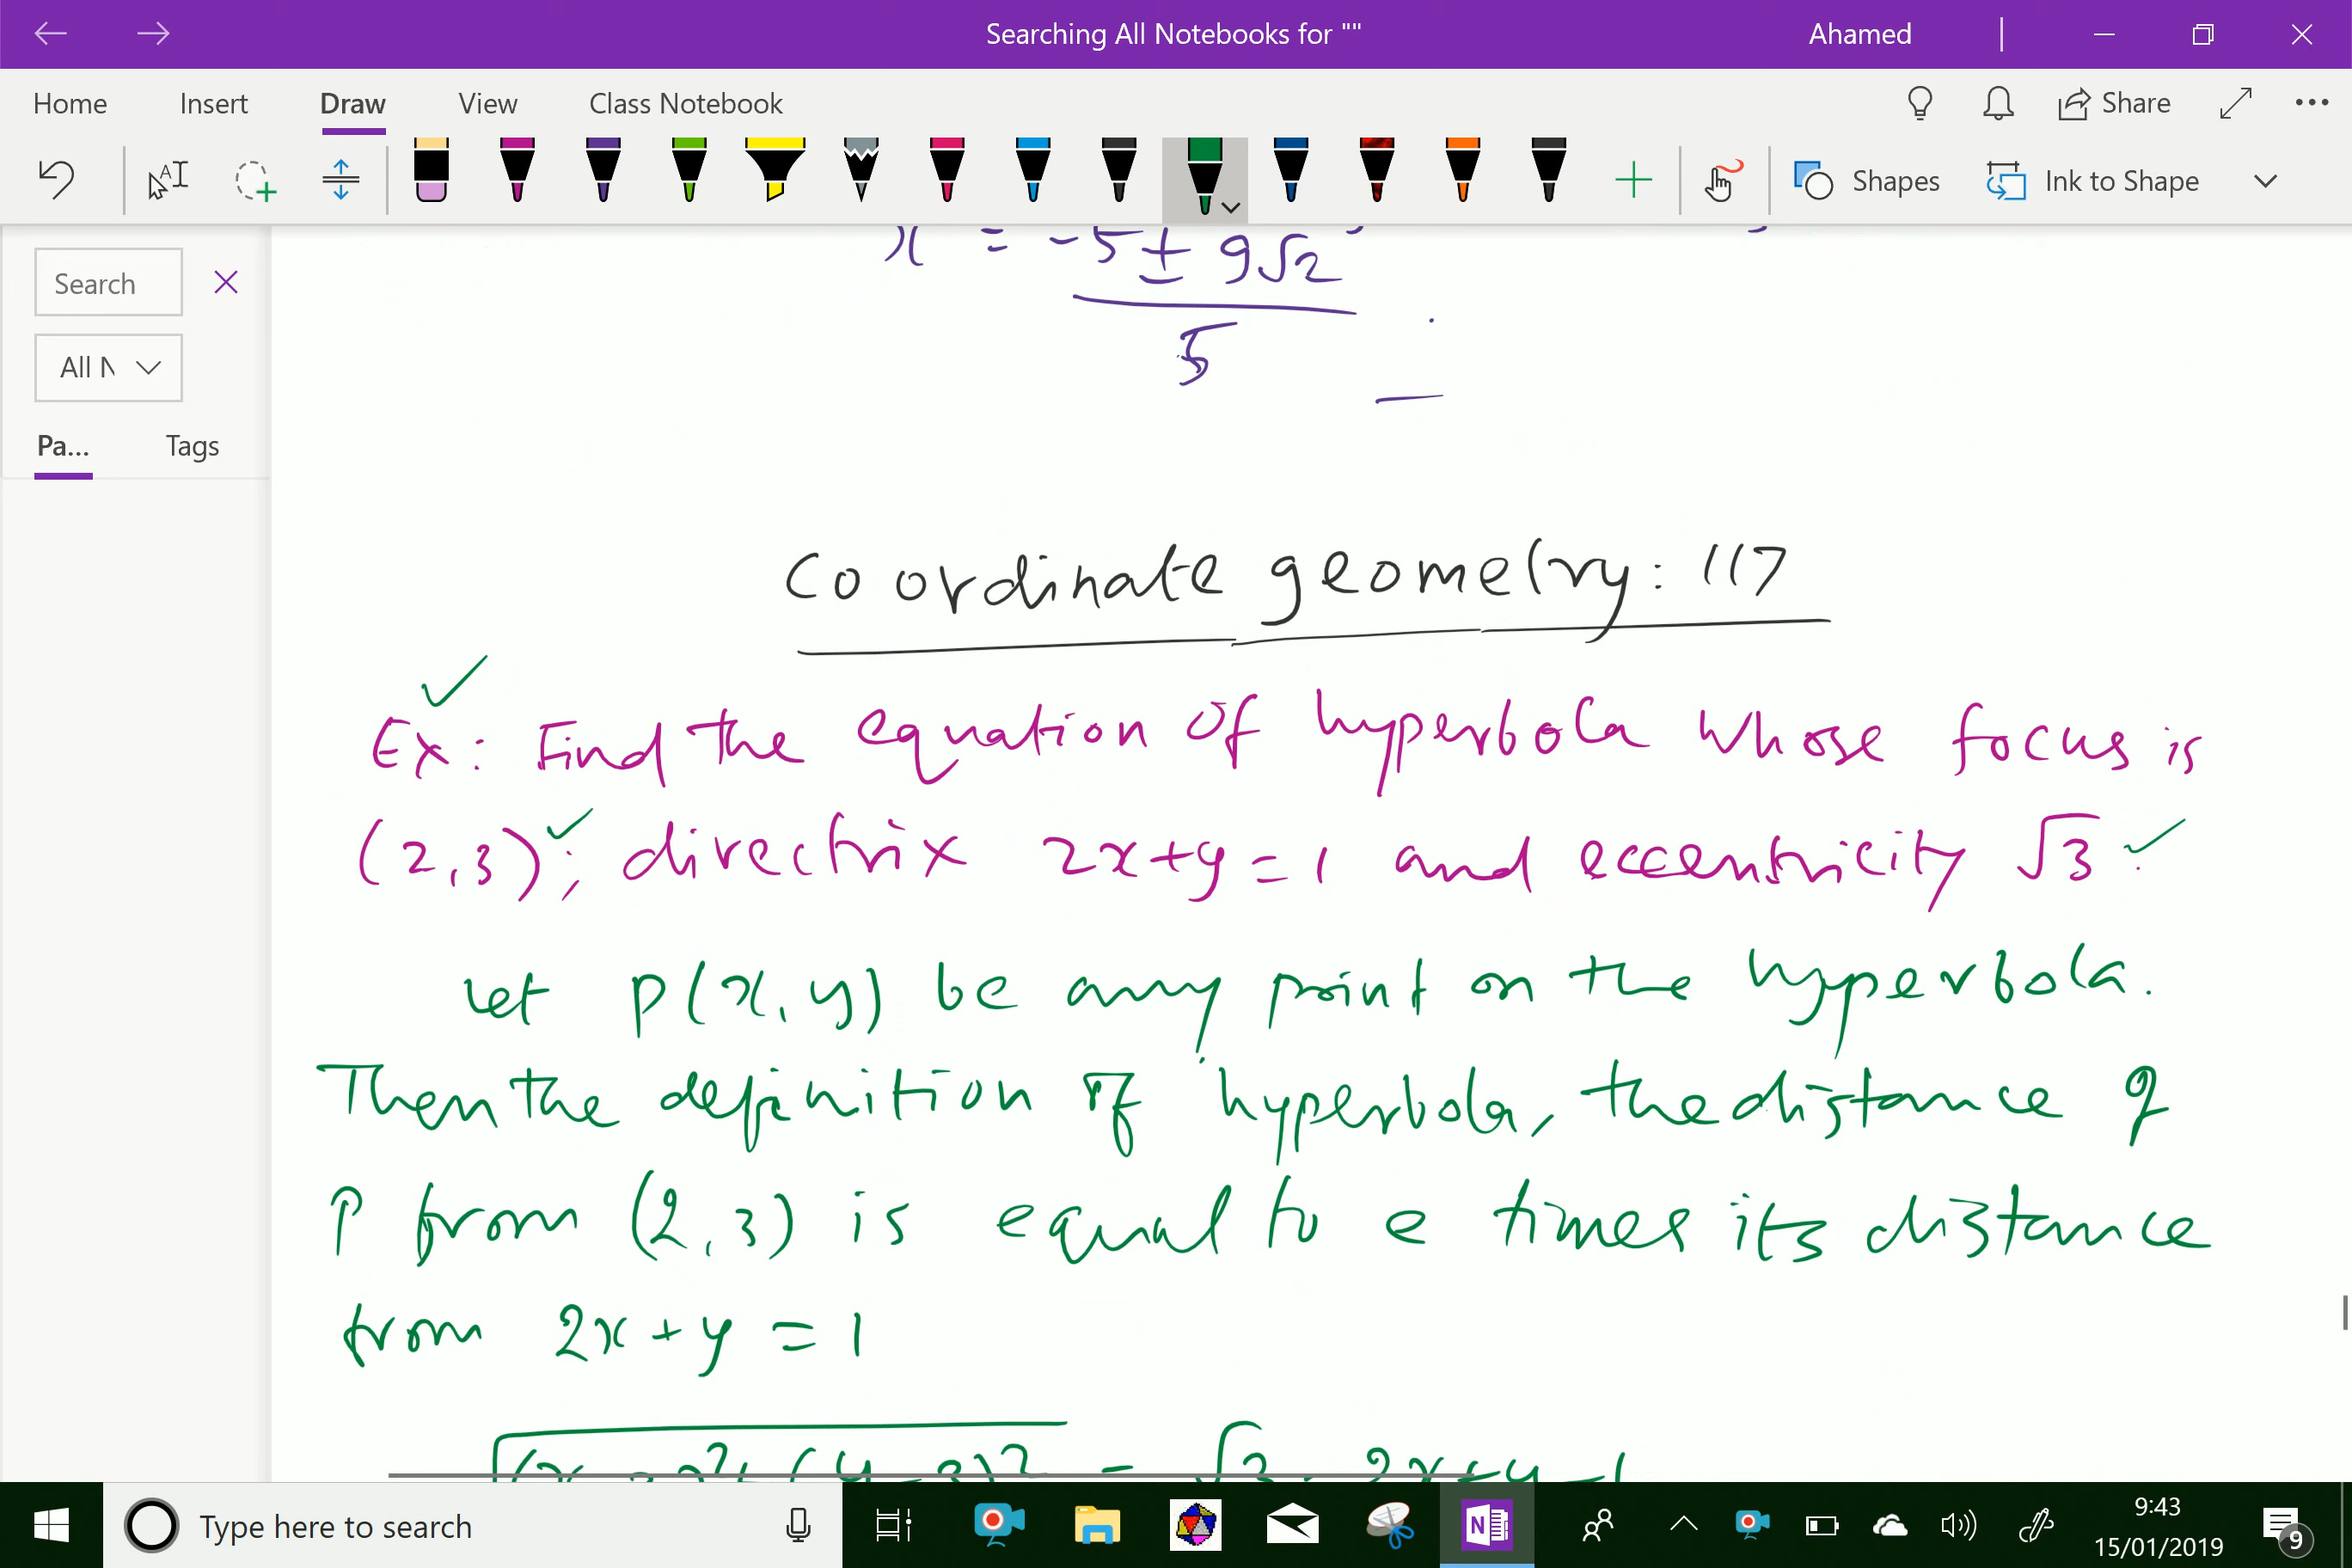 Searching All Notebooks for ""
Ahamed
Home Insert Draw View Class Notebook
Share
Shapes
Ink to Shape
Search
All N
Pa... Tags
x = -5 ± 9√2
5
Coordinate geometry: 117
Ex: Find the equation of hyperbola whose focus is
(2,3); directrix 2x+y=1 and eccentricity √3.
Let P(x,y) be any point on the hyperbola.
Then the definition of hyperbola, the distance of
P from (2,3) is equal to e times its distance
from 2x+y = 1
Type here to search
9:43
15/01/2019
9